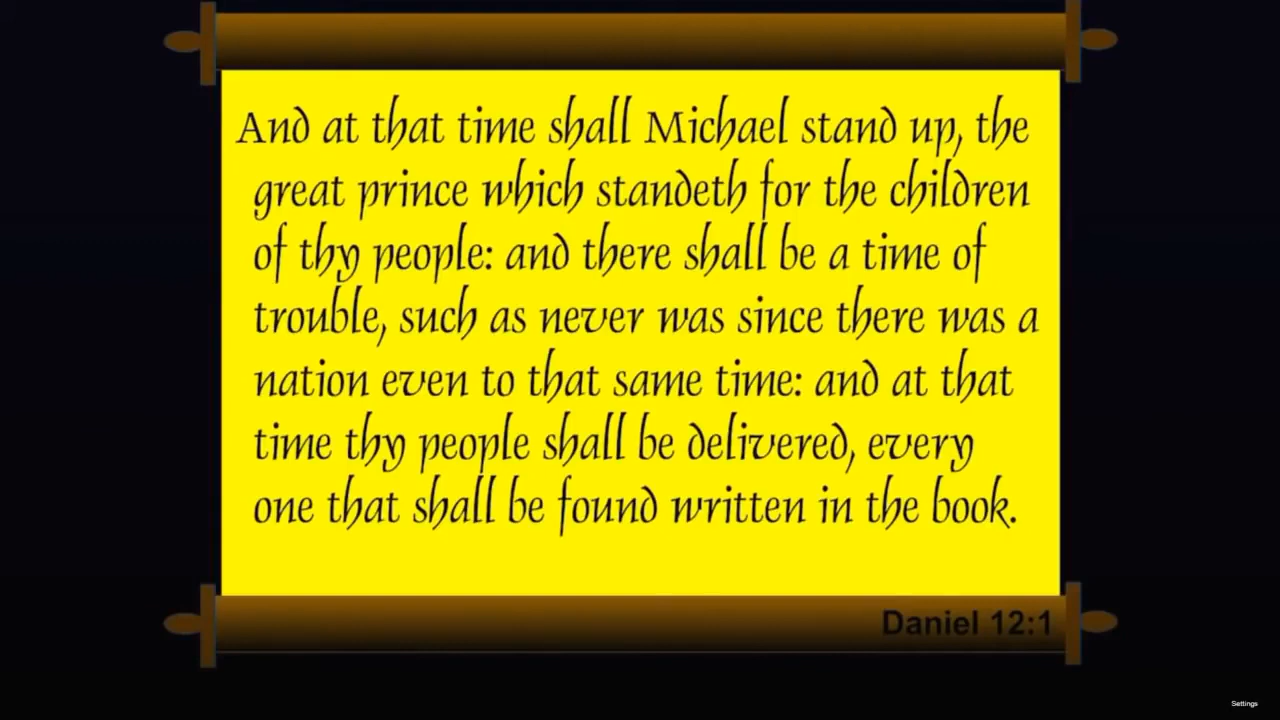 And at that time shall Michael stand up, the
great prince which standeth for the children
of thy people: and there shall be a time of
trouble, such as never was since there was a
nation even to that same time: and at that
time thy people shall be delivered, every
one that shall be found written in the book.
Daniel 12:1
Settings